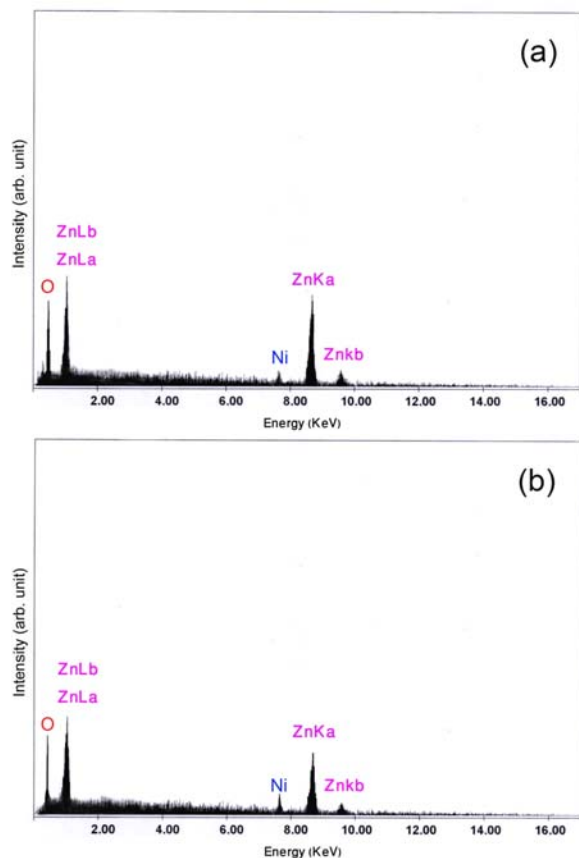 (a)
Intensity (arb. unit)
ZnLb
ZnLa
O
ZnKa
Ni
Znkb
2.00 4.00 6.00 8.00 10.00 12.00 14.00 16.00
Energy (KeV)
(b)
Intensity (arb. unit)
ZnLb
ZnLa
O
ZnKa
Ni
Znkb
2.00 4.00 6.00 8.00 10.00 12.00 14.00 16.00
Energy (KeV)